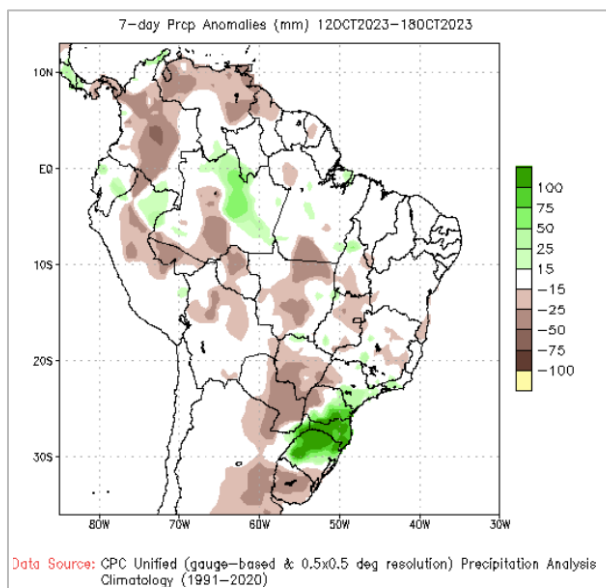 7-day Prcp Anomalies (mm) 12OCT2023-18OCT2023
10N
EQ
10S
20S
30S
80W 70W 60W 50W 40W 30W
100
75
50
25
15
-15
-25
-50
-75
-100
Data Source: CPC Unified (gauge-based & 0.5x0.5 deg resolution) Precipitation Analysis
Climatology (1991-2020)